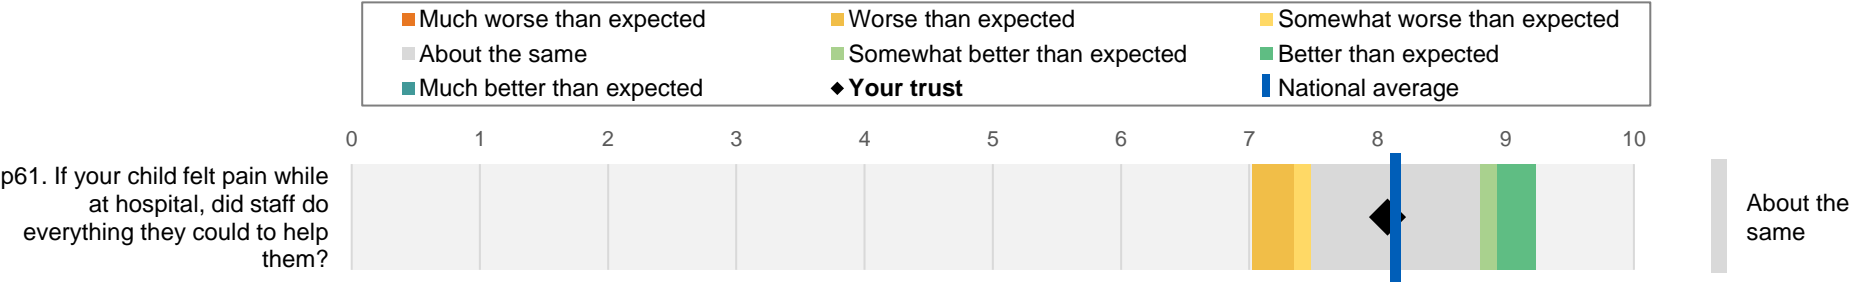 Much worse than expected
Worse than expected
Somewhat worse than expected
About the same
Somewhat better than expected
Better than expected
Much better than expected
Your trust
National average
0 1 2 3 4 5 6 7 8 9 10
p61. If your child felt pain while
at hospital, did staff do
everything they could to help
them?
About the
same